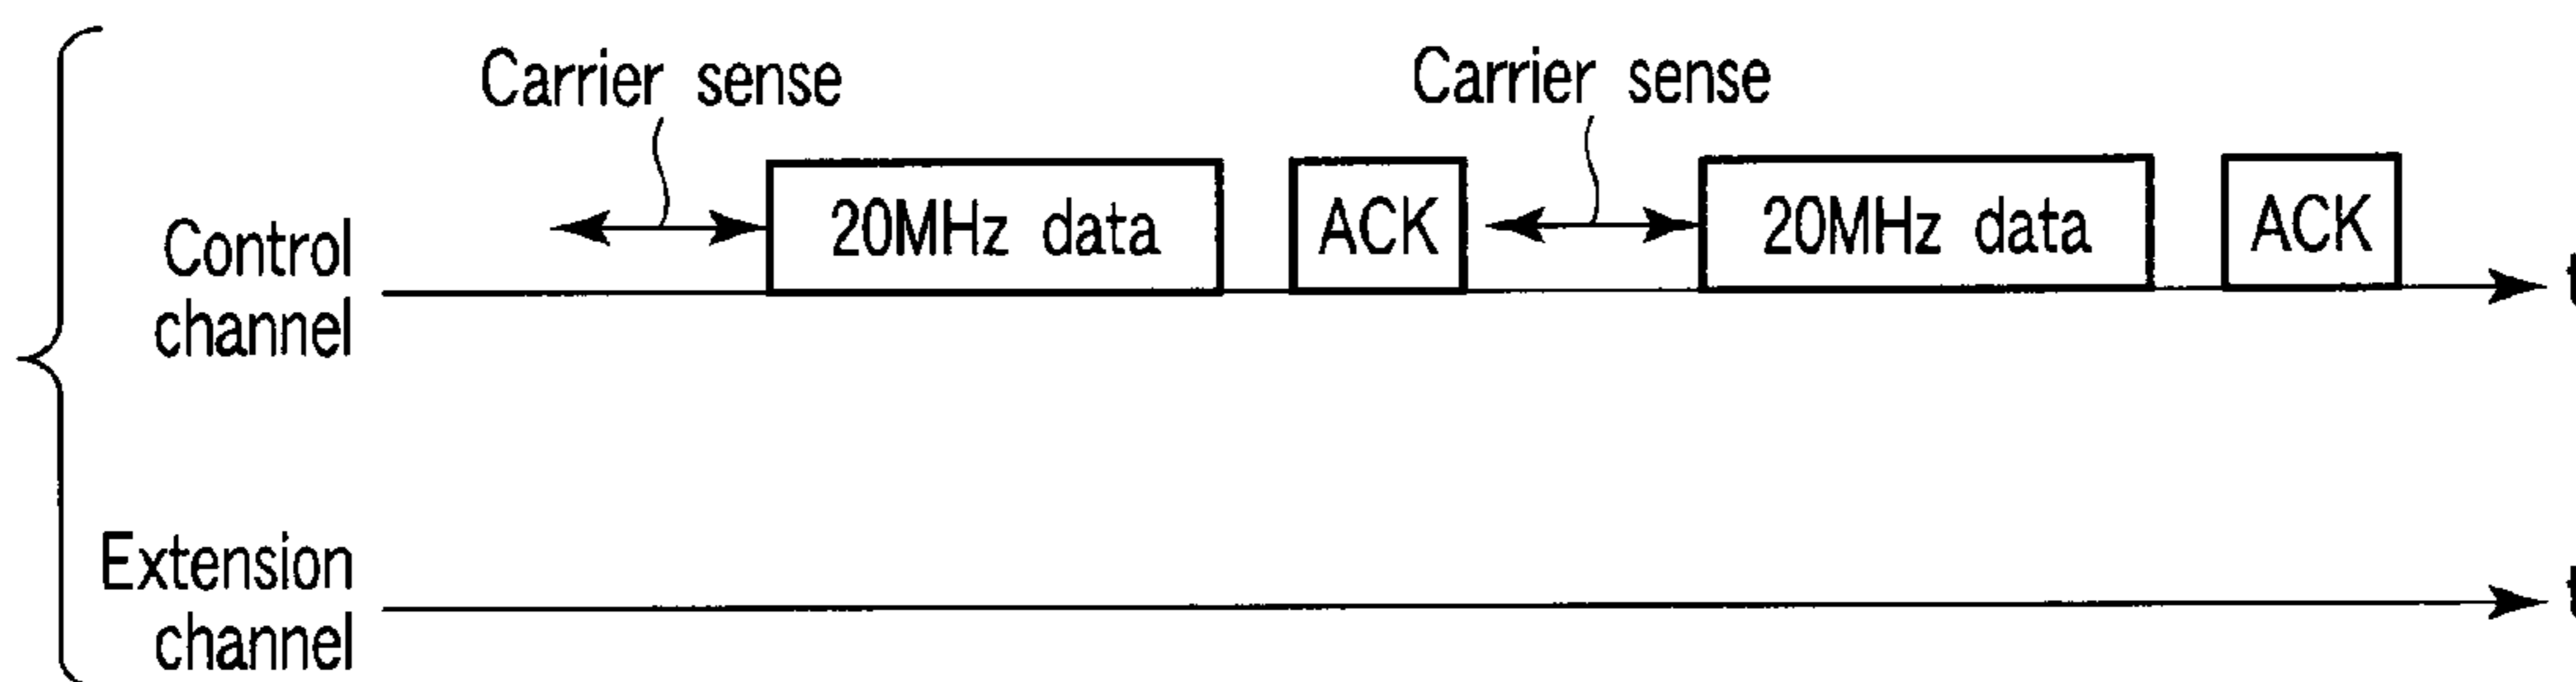 Carrier sense
Carrier sense
20MHz data
ACK
20MHz data
ACK
Control
channel
t
Extension
channel
t